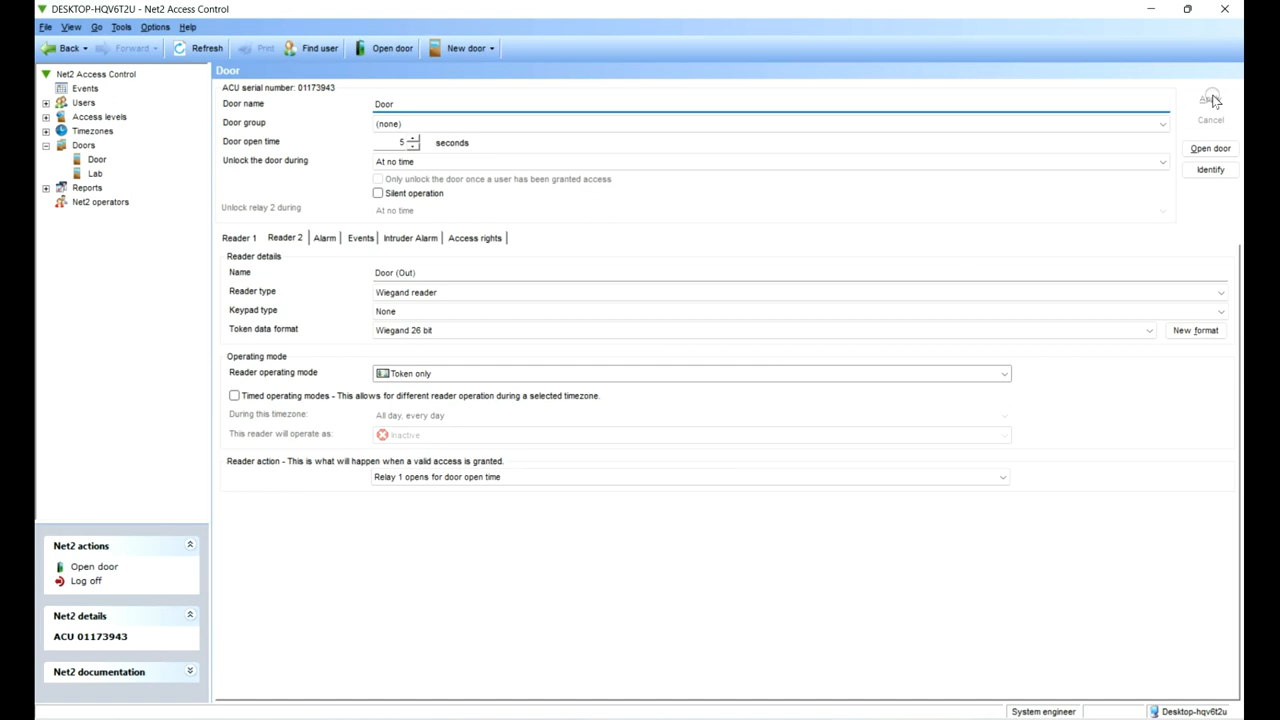 DESKTOP-HQV6T2U - Net2 Access Control
File View Go Tools Options Help
Back Forward Refresh Print Find user Open door New door
Net2 Access Control
Events
Users
Access levels
Timezones
Doors
Door
Lab
Reports
Net2 operators
Net2 actions
Open door
Log off
Net2 details
ACU 01173943
Net2 documentation
Door
ACU serial number: 01173943
Door name Door
Door group (none)
Door open time 5 seconds
Unlock the door during At no time
Only unlock the door once a user has been granted access
Silent operation
Unlock relay 2 during At no time
Cancel
Open door
Identify
Reader 1 Reader 2 Alarm Events Intruder Alarm Access rights
Reader details
Name Door (Out)
Reader type Wiegand reader
Keypad type None
Token data format Wiegand 26 bit New format
Operating mode
Reader operating mode Token only
Timed operating modes - This allows for different reader operation during a selected timezone.
During this timezone: All day, every day
This reader will operate as: Inactive
Reader action - This is what will happen when a valid access is granted.
Relay 1 opens for door open time
System engineer Desktop-hqv6t2u